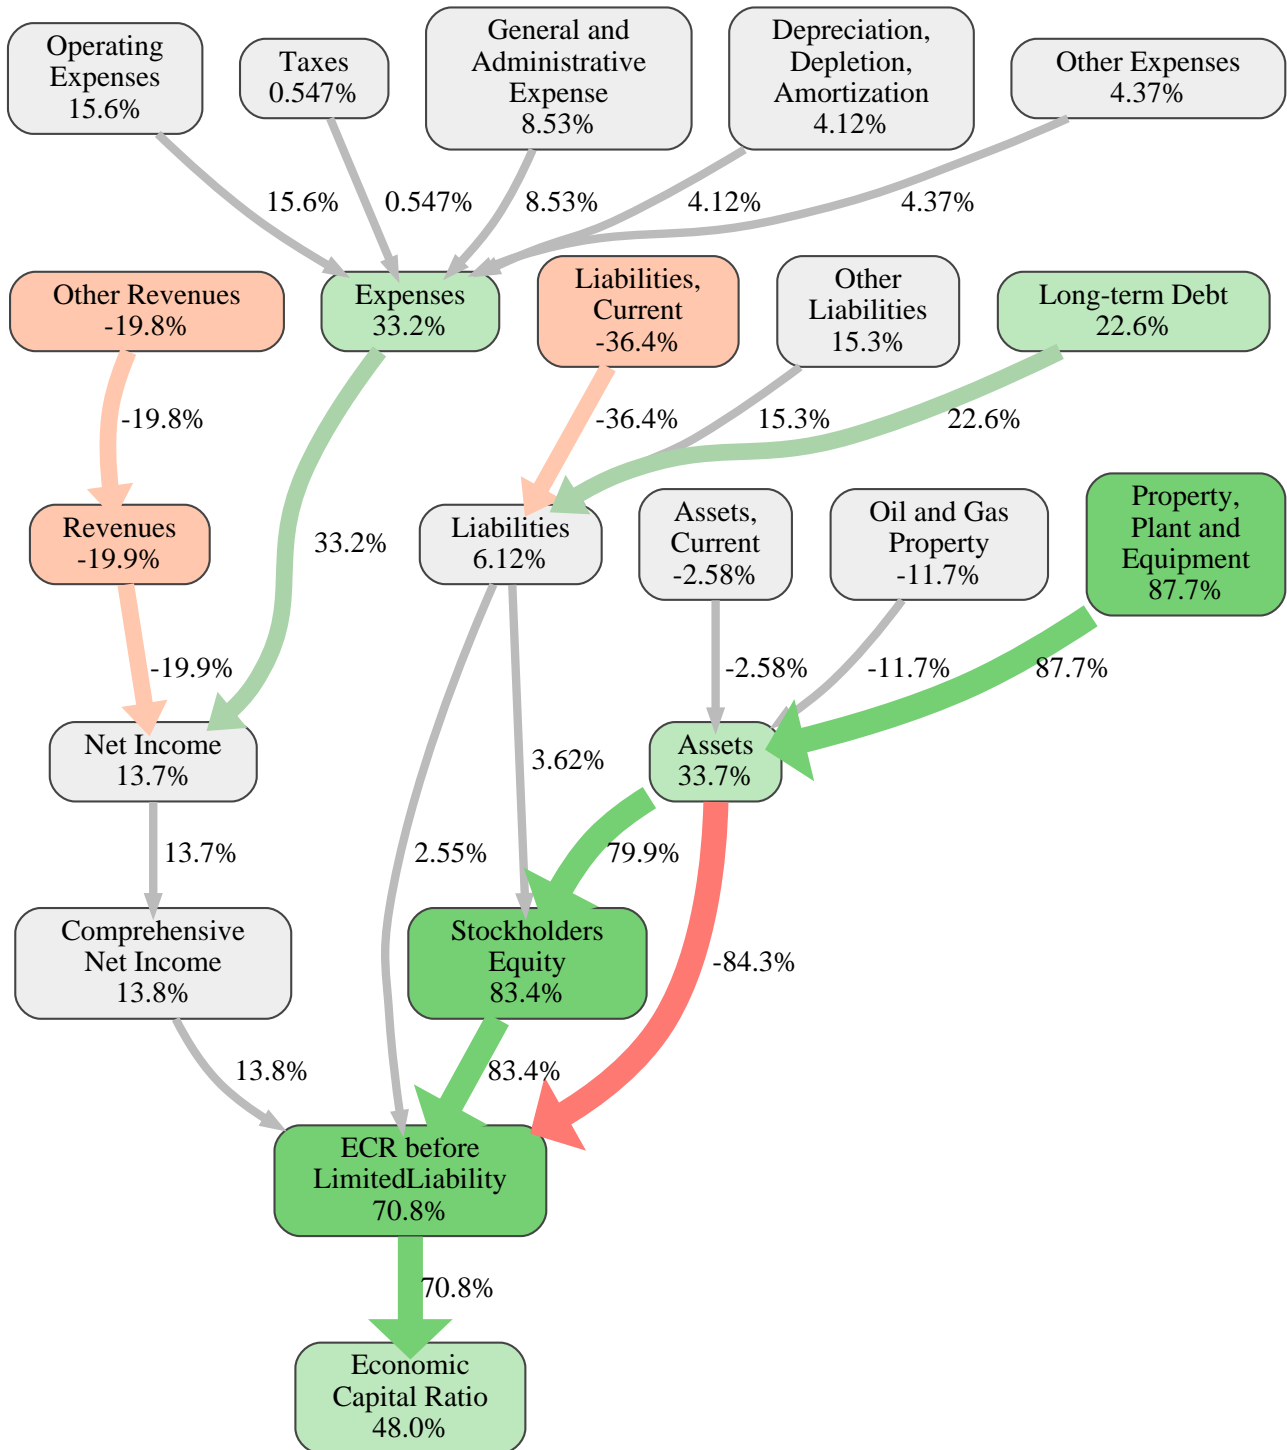 Operating
Expenses
15.6%
Taxes
0.547%
General and
Administrative
Expense
8.53%
Depreciation,
Depletion,
Amortization
4.12%
Other Expenses
4.37%
15.6%
0.547%
8.53%
4.12%
4.37%
Other Revenues
-19.8%
Expenses
33.2%
Liabilities,
Current
-36.4%
Other
Liabilities
15.3%
Long-term Debt
22.6%
-19.8%
-36.4%
15.3%
22.6%
Revenues
-19.9%
33.2%
Liabilities
6.12%
Assets,
Current
-2.58%
Oil and Gas
Property
-11.7%
Property,
Plant and
Equipment
87.7%
-19.9%
-2.58%
-11.7%
87.7%
Net Income
13.7%
3.62%
Assets
33.7%
13.7%
2.55%
79.9%
Comprehensive
Net Income
13.8%
Stockholders
Equity
83.4%
-84.3%
13.8%
83.4%
ECR before
LimitedLiability
70.8%
70.8%
Economic
Capital Ratio
48.0%